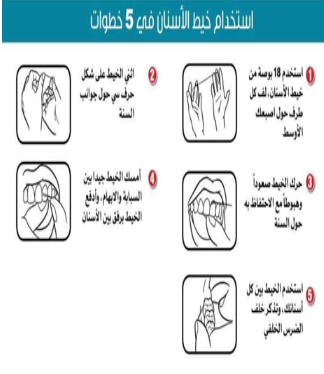 استخدام خيط الأسنان في 5 خطوات
1
استخدم 18 بوصة من
خيط الأسنان، لف كل
طرف حول اصبعك
الأوسط
2
اثني الخيط على شكل
حرف سي حول جوانب
السنة
3
حرك الخيط صعوداً
وهبوطاً مع الاحتفاظ به
حول السنة
4
أمسك الخيط جيدا بين
السبابة والابهام، وأدفع
الخيط برفق بين الأسنان
5
استخدم الخيط بين كل
أسنانك، وتذكر خلف
الضرس الخلفي